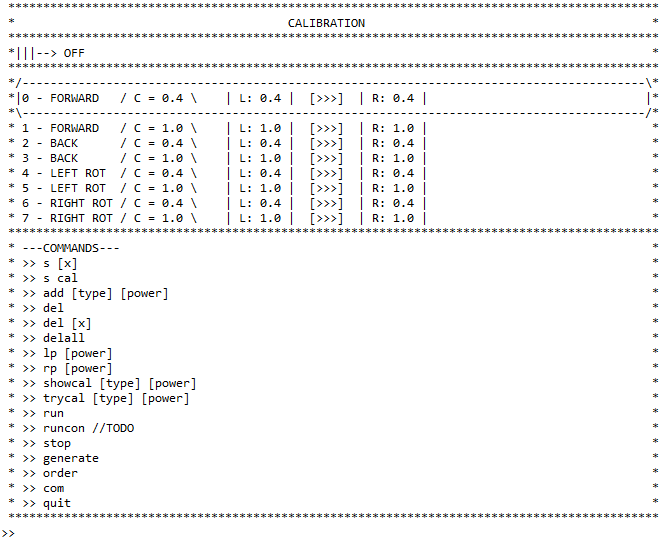 *********************************************************************************************
*                                       CALIBRATION                                         *
*********************************************************************************************
*|||--> OFF                                                                                 *
*********************************************************************************************
*/-----------------------------------------------------------------------------------------\*
*|0 - FORWARD   / C = 0.4 \    | L: 0.4 |  [>>>]  | R: 0.4 |                               |*
*\-----------------------------------------------------------------------------------------/*
* 1 - FORWARD   / C = 1.0 \    | L: 1.0 |  [>>>]  | R: 1.0 |                                *
* 2 - BACK      / C = 0.4 \    | L: 0.4 |  [>>>]  | R: 0.4 |                                *
* 3 - BACK      / C = 1.0 \    | L: 1.0 |  [>>>]  | R: 1.0 |                                *
* 4 - LEFT ROT  / C = 0.4 \    | L: 0.4 |  [>>>]  | R: 0.4 |                                *
* 5 - LEFT ROT  / C = 1.0 \    | L: 1.0 |  [>>>]  | R: 1.0 |                                *
* 6 - RIGHT ROT / C = 0.4 \    | L: 0.4 |  [>>>]  | R: 0.4 |                                *
* 7 - RIGHT ROT / C = 1.0 \    | L: 1.0 |  [>>>]  | R: 1.0 |                                *
*********************************************************************************************
* ---COMMANDS---                                                                            *
* >> s [x]                                                                                  *
* >> s cal                                                                                  *
* >> add [type] [power]                                                                     *
* >> del                                                                                    *
* >> del [x]                                                                                *
* >> delall                                                                                 *
* >> lp [power]                                                                             *
* >> rp [power]                                                                             *
* >> showcal [type] [power]                                                                 *
* >> trycal [type] [power]                                                                  *
* >> run                                                                                    *
* >> runcon //TODO                                                                          *
* >> stop                                                                                   *
* >> generate                                                                               *
* >> order                                                                                  *
* >> com                                                                                    *
* >> quit                                                                                   *
*********************************************************************************************
>>